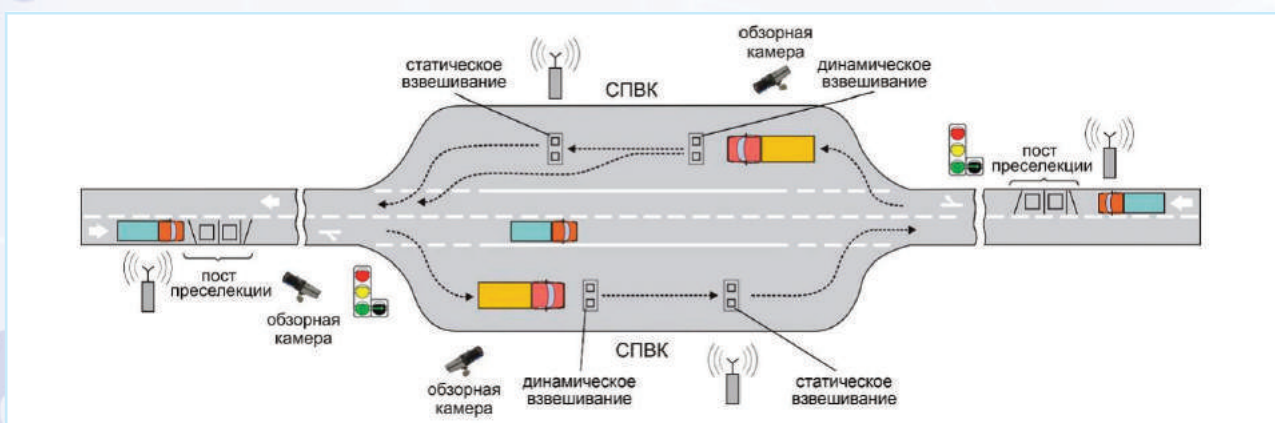 обзорная
камера
статическое
взвешивание
динамическое
взвешивание
СПВК
пост
преселекции
пост
преселекции
обзорная
камера
СПВК
обзорная
камера
динамическое
взвешивание
статическое
взвешивание